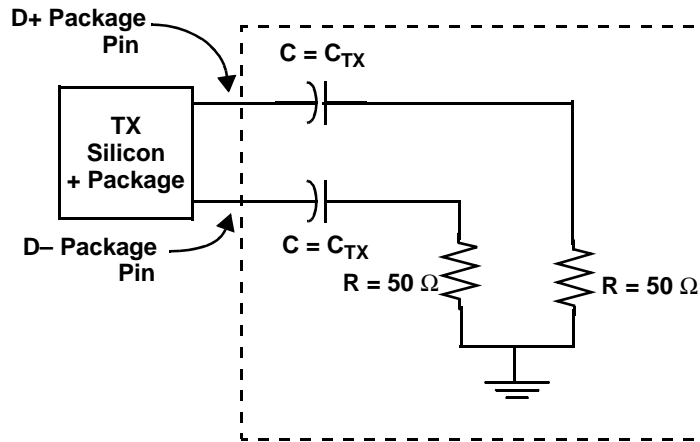 D+ Package
Pin
C = CTX
TX
Silicon
+ Package
D– Package
Pin
C = CTX
R = 50 Ω
R = 50 Ω